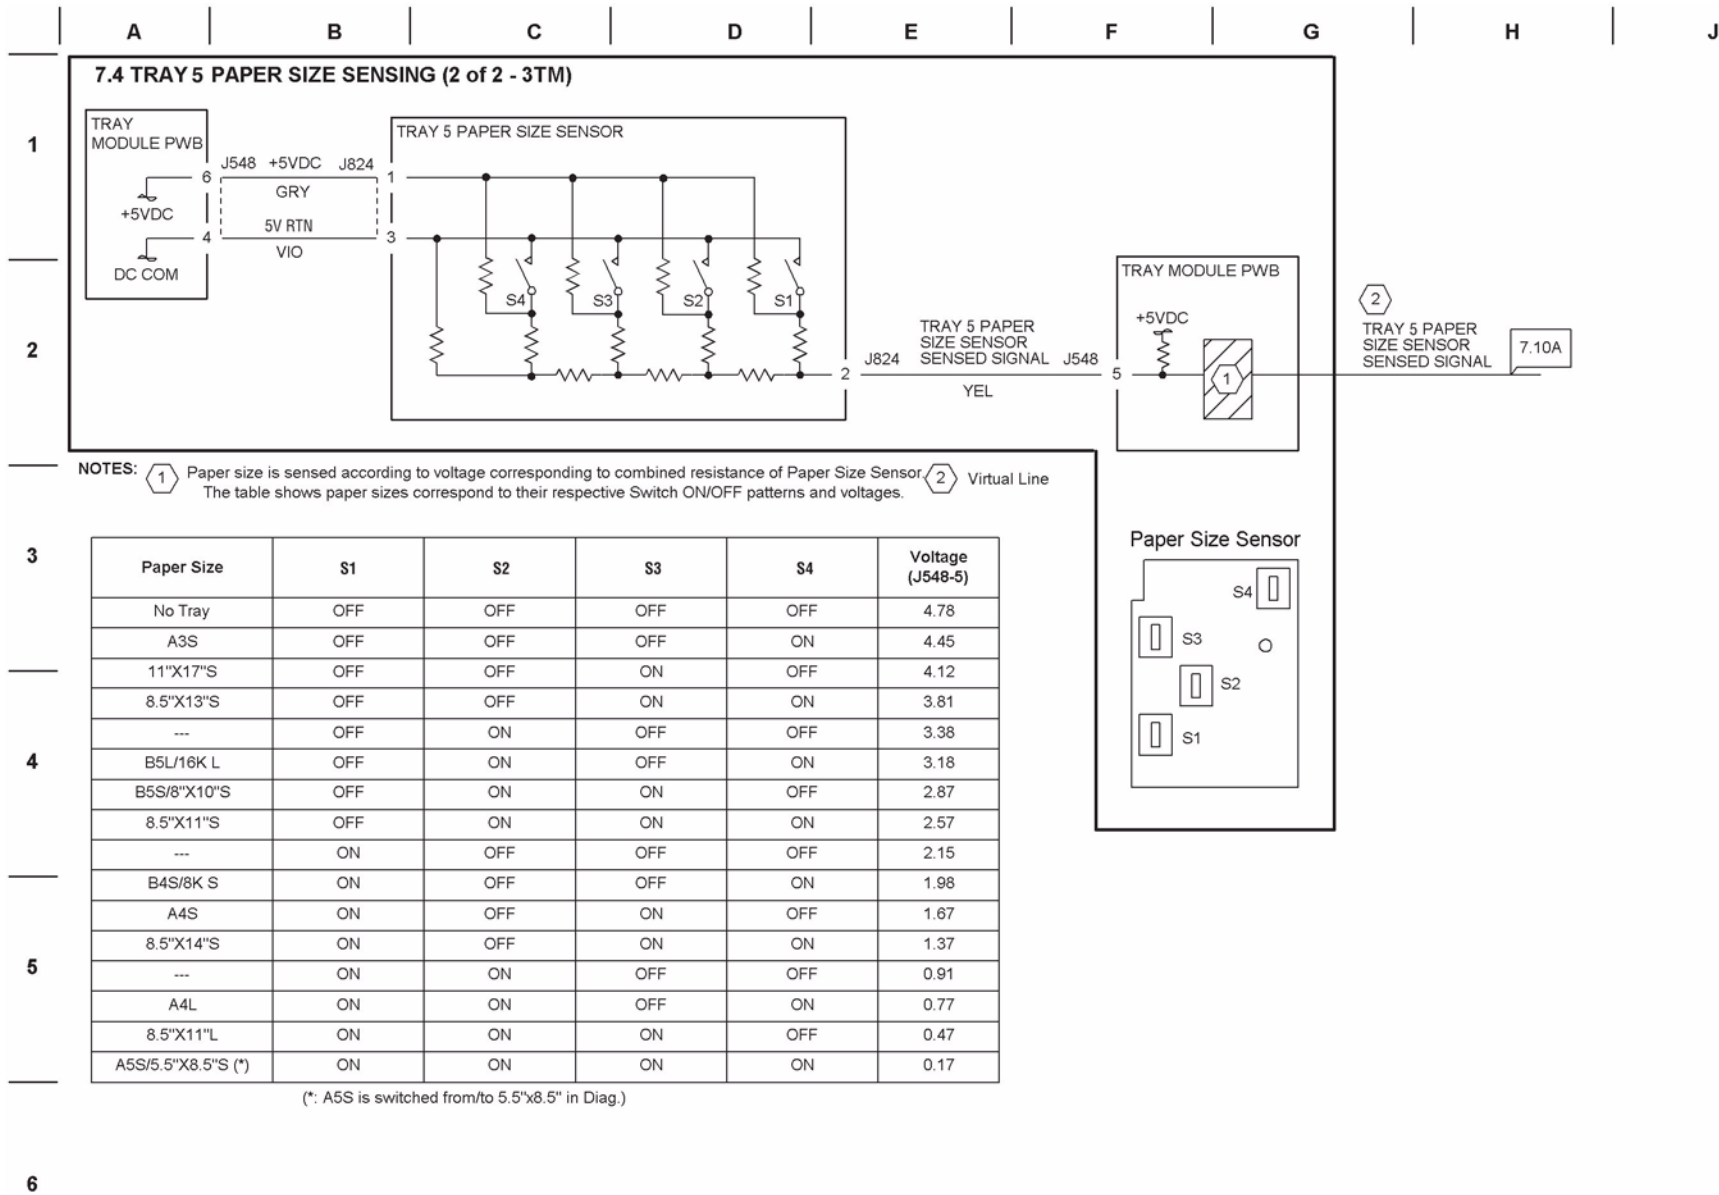 A B C D E F G H J
7.4 TRAY 5 PAPER SIZE SENSING (2 of 2 - 3TM)
1
TRAY
MODULE PWB
J548 +5VDC J824
6
GRY
1
+5VDC
5V RTN
4
VIO
3
DC COM
TRAY 5 PAPER SIZE SENSOR
S4 S3 S2 S1
2
2
J824
TRAY 5 PAPER
SIZE SENSOR
SENSED SIGNAL
J548
YEL
5
TRAY MODULE PWB
+5VDC
1
2
TRAY 5 PAPER
SIZE SENSOR
SENSED SIGNAL
7.10A
NOTES: 1 Paper size is sensed according to voltage corresponding to combined resistance of Paper Size Sensor.
The table shows paper sizes correspond to their respective Switch ON/OFF patterns and voltages.
2 Virtual Line
3
Paper Size S1 S2 S3 S4 Voltage
(J548-5)
No Tray OFF OFF OFF OFF 4.78
A3S OFF OFF OFF ON 4.45
11"X17"S OFF OFF ON OFF 4.12
8.5"X13"S OFF OFF ON ON 3.81
--- OFF ON OFF OFF 3.38
4
B5L/16K L OFF ON OFF ON 3.18
B5S/8"X10"S OFF ON ON OFF 2.87
8.5"X11"S OFF ON ON ON 2.57
--- ON OFF OFF OFF 2.15
B4S/8K S ON OFF OFF ON 1.98
A4S ON OFF ON OFF 1.67
8.5"X14"S ON OFF ON ON 1.37
5
--- ON ON OFF OFF 0.91
A4L ON ON OFF ON 0.77
8.5"X11"L ON ON ON OFF 0.47
A5S/5.5"X8.5"S (*) ON ON ON ON 0.17
(*: A5S is switched from/to 5.5"x8.5" in Diag.)
Paper Size Sensor
S4
S3
S2
S1
6